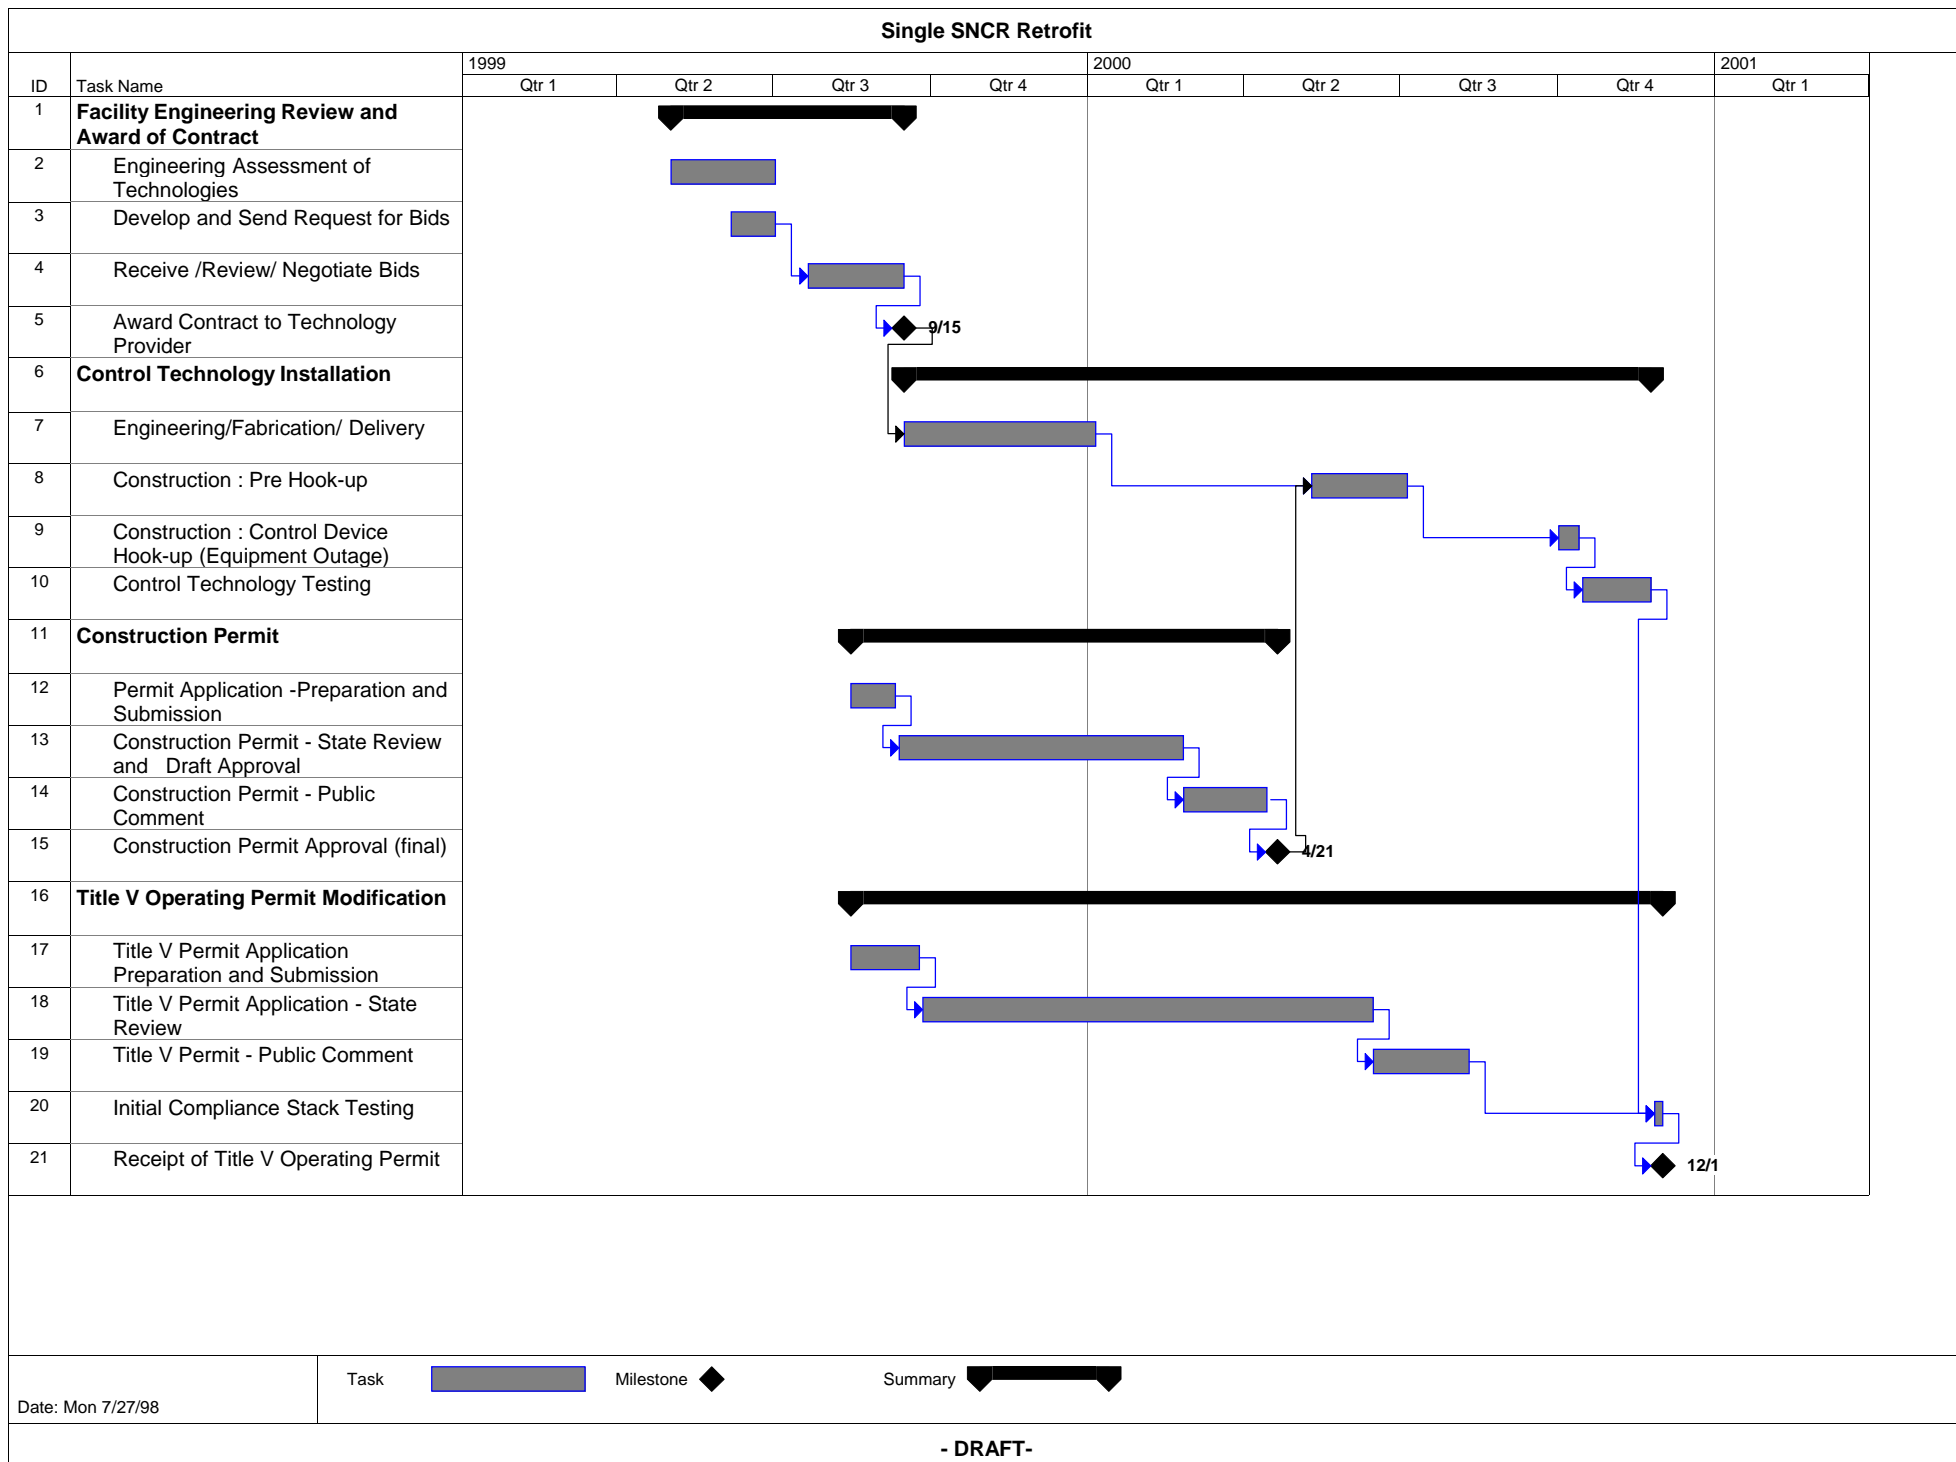 Single SNCR Retrofit
1999 2000 2001
ID Task Name Qtr 1 Qtr 2 Qtr 3 Qtr 4 Qtr 1 Qtr 2 Qtr 3 Qtr 4 Qtr 1
1 Facility Engineering Review and
Award of Contract
2 Engineering Assessment of
Technologies
3 Develop and Send Request for Bids
4 Receive /Review/ Negotiate Bids
5 Award Contract to Technology 9/15
Provider
6 Control Technology Installation
7 Engineering/Fabrication/ Delivery
8 Construction : Pre Hook-up
9 Construction : Control Device
Hook-up (Equipment Outage)
10 Control Technology Testing
11 Construction Permit
12 Permit Application -Preparation and
Submission
13 Construction Permit - State Review
and Draft Approval
14 Construction Permit - Public
Comment
15 Construction Permit Approval (final) 4/21
16 Title V Operating Permit Modification
17 Title V Permit Application
Preparation and Submission
18 Title V Permit Application - State
Review
19 Title V Permit - Public Comment
20 Initial Compliance Stack Testing
21 Receipt of Title V Operating Permit 12/1
Task Milestone Summary
Date: Mon 7/27/98
- DRAFT-